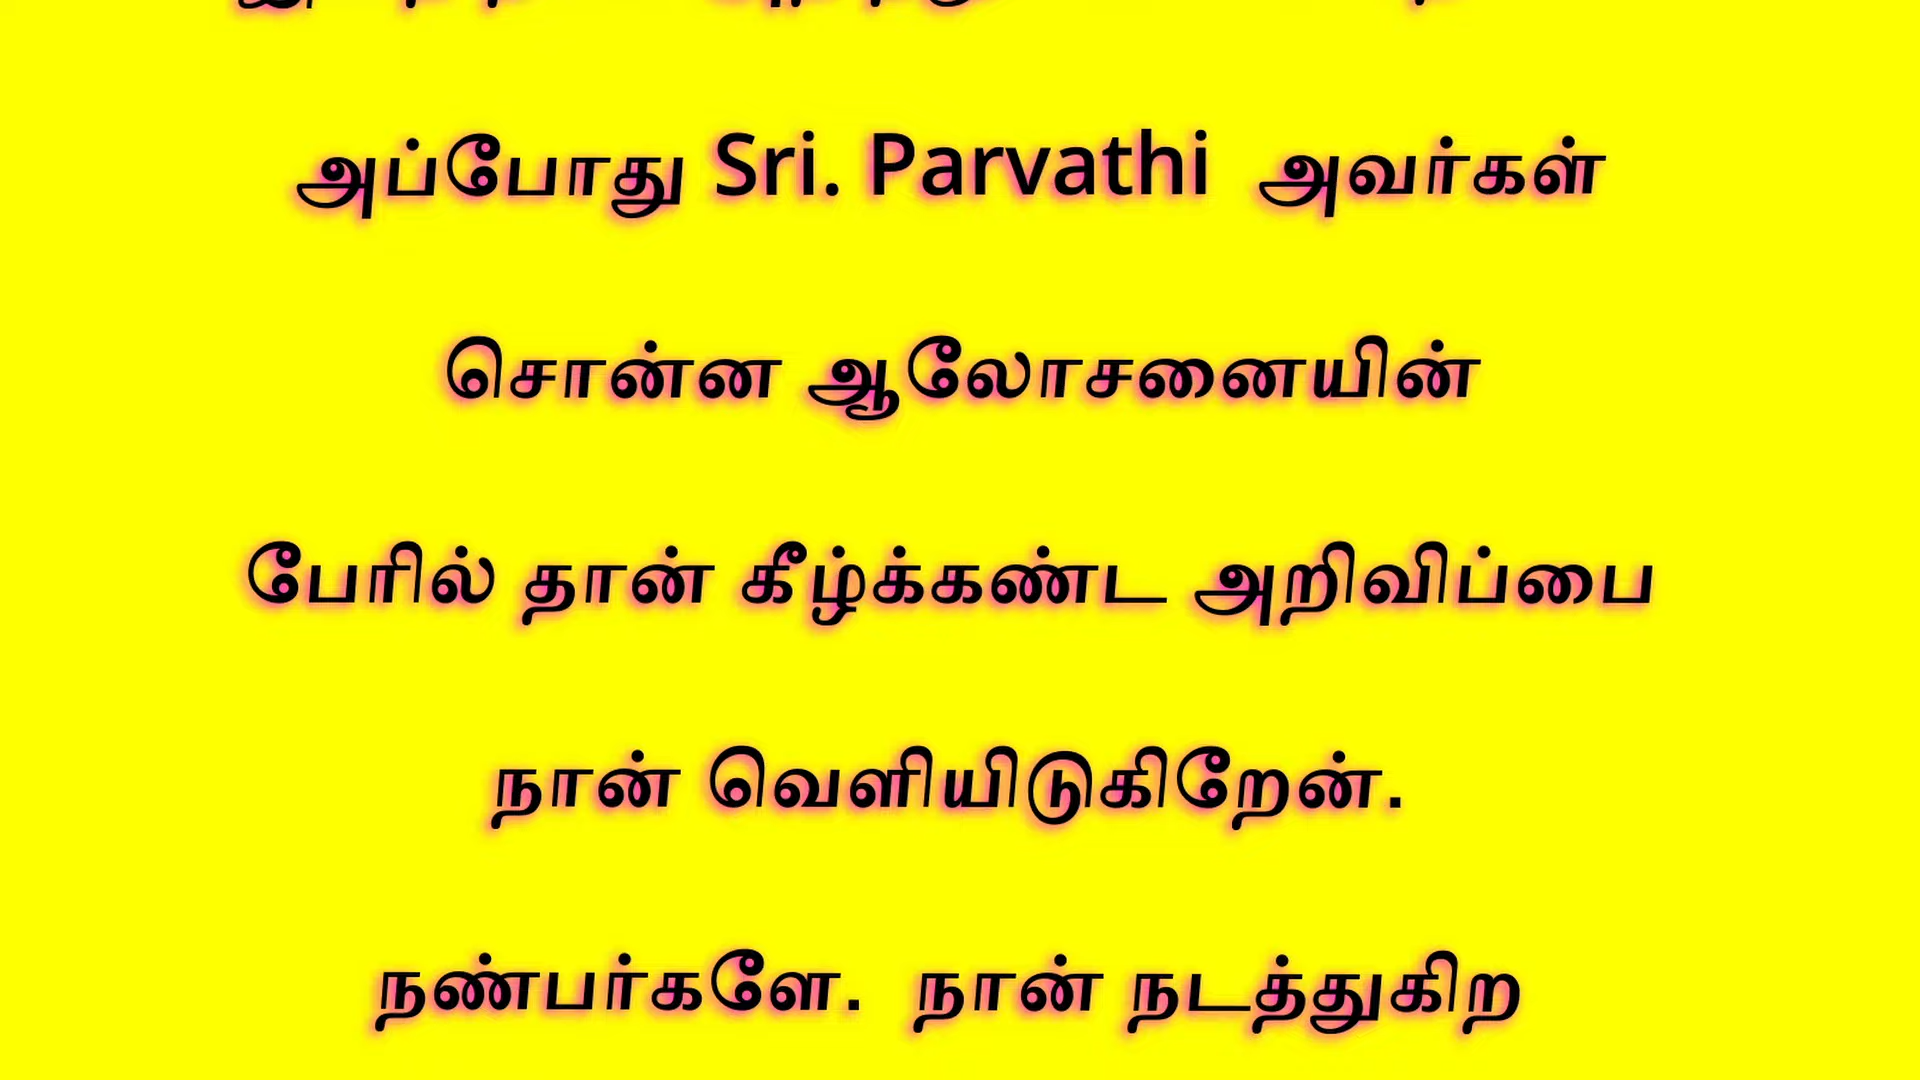 அப்போது Sri. Parvathi அவர்கள்
சொன்ன ஆலோசனையின்
பேரில் தான் கீழ்க்கண்ட அறிவிப்பை
நான் வெளியிடுகிறேன்.
நண்பர்களே. நான் நடத்துகிற